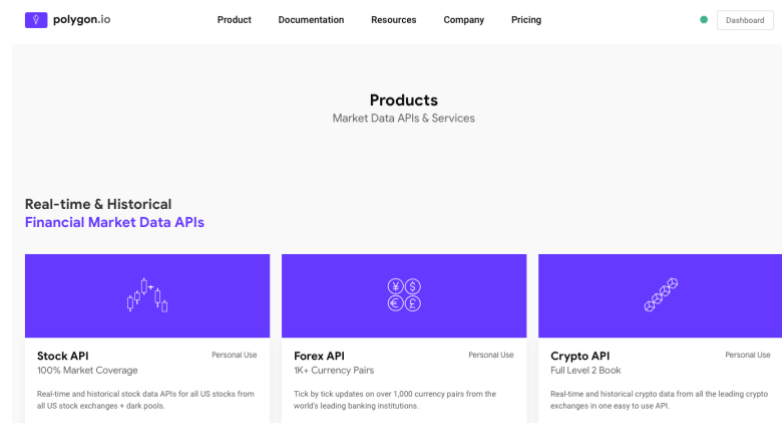 polygon.io
Product
Documentation
Resources
Company
Pricing
Dashboard
Products
Market Data APIs & Services
Real-time & Historical
Financial Market Data APIs
¥ $
€ £
Stock API
Personal Use
100% Market Coverage
Real-time and historical stock data APIs for all US stocks from
all US stock exchanges + dark pools.
Forex API
Personal Use
1K+ Currency Pairs
Tick by tick updates on over 1,000 currency pairs from the
world's leading banking institutions.
Crypto API
Personal Use
Full Level 2 Book
Real-time and historical crypto data from all the leading crypto
exchanges in one easy to use API.